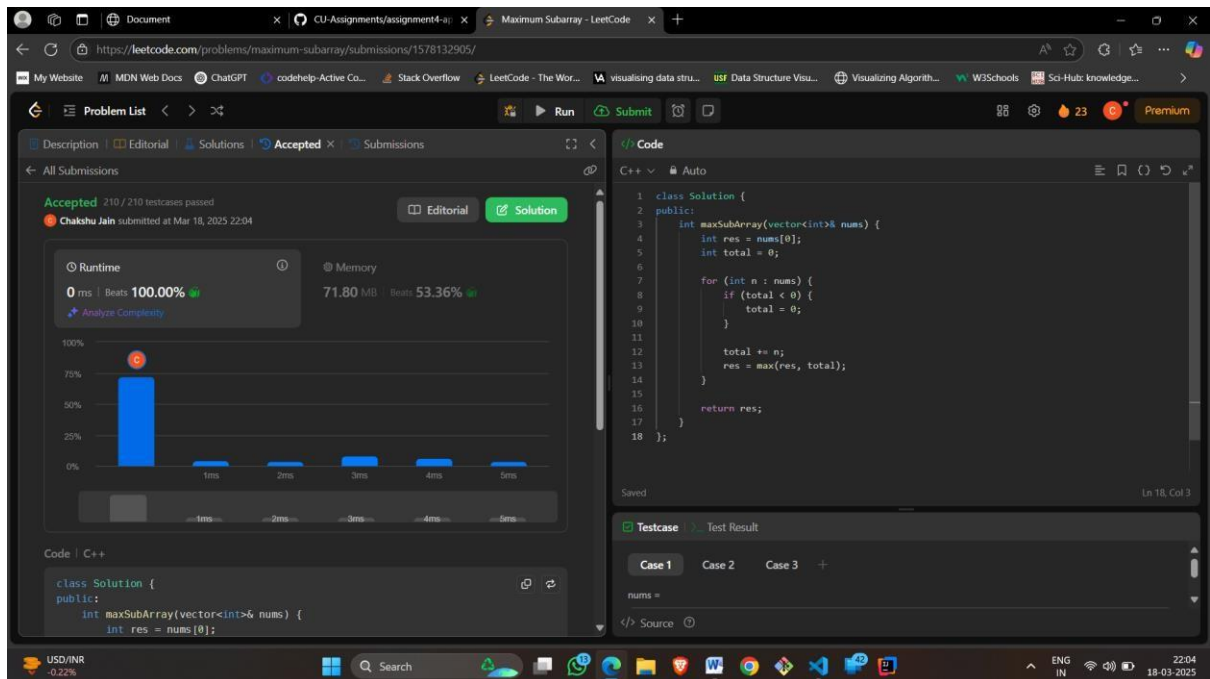 Document
CU-Assignments/assignment4-ap
Maximum Subarray - LeetCode
https://leetcode.com/problems/maximum-subarray/submissions/1578132905/
My Website
MDN Web Docs
ChatGPT
codehelp-Active Co...
Stack Overflow
LeetCode - The Wor...
visualising data stru...
USF Data Structure Visu...
Visualizing Algorith...
W3Schools
Sci-Hub: knowledge...
Problem List
Run
Submit
23
Premium
Description
Editorial
Solutions
Accepted
Submissions
All Submissions
Accepted 210 / 210 testcases passed
Chakshu Jain submitted at Mar 18, 2025 22:04
Editorial
Solution
Runtime
0 ms | Beats 100.00%
Analyze Complexity
Memory
71.80 MB | Beats 53.36%
100%
75%
50%
25%
0%
C
1ms 2ms 3ms 4ms 5ms
1ms 2ms 3ms 4ms 5ms
Code | C++
class Solution {
public:
int maxSubArray(vector<int>& nums) {
int res = nums[0];
</> Code
C++ Auto
1 class Solution {
2 public:
3 int maxSubArray(vector<int>& nums) {
4 int res = nums[0];
5 int total = 0;
6
7 for (int n : nums) {
8 if (total < 0) {
9 total = 0;
10 }
11
12 total += n;
13 res = max(res, total);
14 }
15
16 return res;
17 }
18 };
Saved
Ln 18, Col 3
Testcase
Test Result
Case 1 Case 2 Case 3 +
nums =
</> Source
USD/INR
-0.22%
Search
13
42
ENG
IN
22:04
18-03-2025